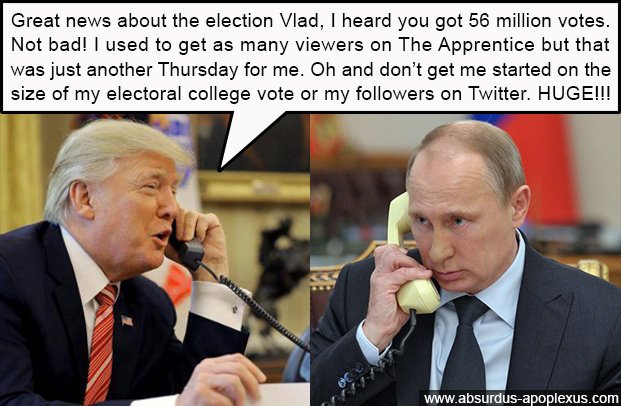 Great news about the election Vlad, I heard you got 56 million votes.
Not bad! I used to get as many viewers on The Apprentice but that
was just another Thursday for me. Oh and don't get me started on the
size of my electoral college vote or my followers on Twitter. HUGE!!!
www.absurdus-apoplexus.com